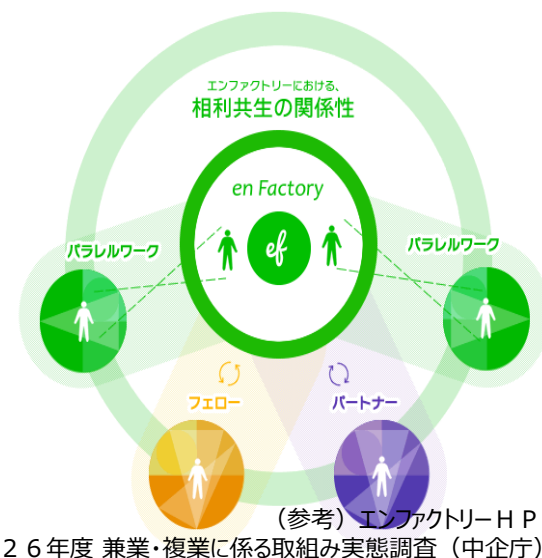 エンファクトリーにおける、
相利共生の関係性
en Factory
ef
パラレルワーク
パラレルワーク
フェロー
パートナー
（参考）エンファクトリーＨＰ
２６年度 兼業・複業に係る取組み実態調査（中企庁）